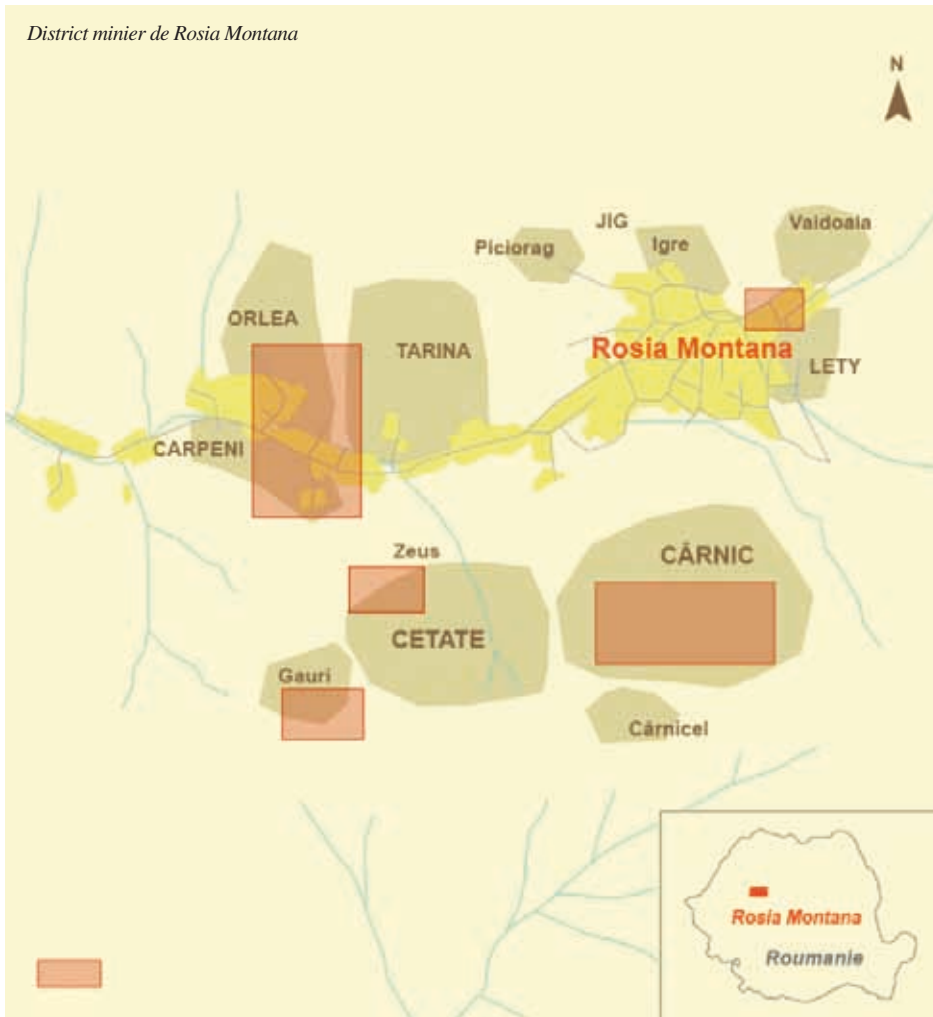 District minier de Rosia Montana
N
JIG
Vaidoaia
Piciorag
Igre
ORLEA
TARINA
Rosia Montana
LETY
CARPENI
Zeus
CÂRNIC
CETATE
Gauri
Cârnicel
Rosia Montana
Roumanie